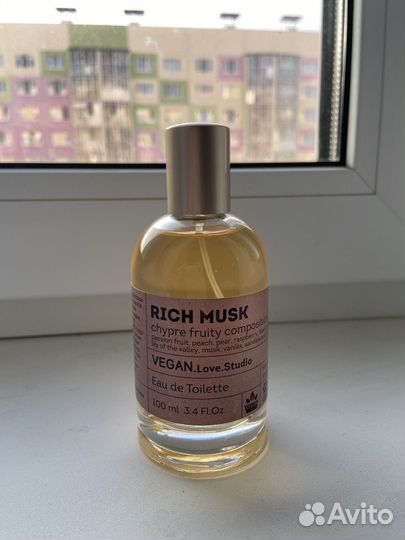 RICH MUSK
chypre fruity composition
passion fruit, peach, pear, raspberry,
lily of the valley, musk, vanilla, sandalwood
VEGAN.Love.Studio
Eau de Toilette
100 ml 3.4 Fl.Oz.
Avito